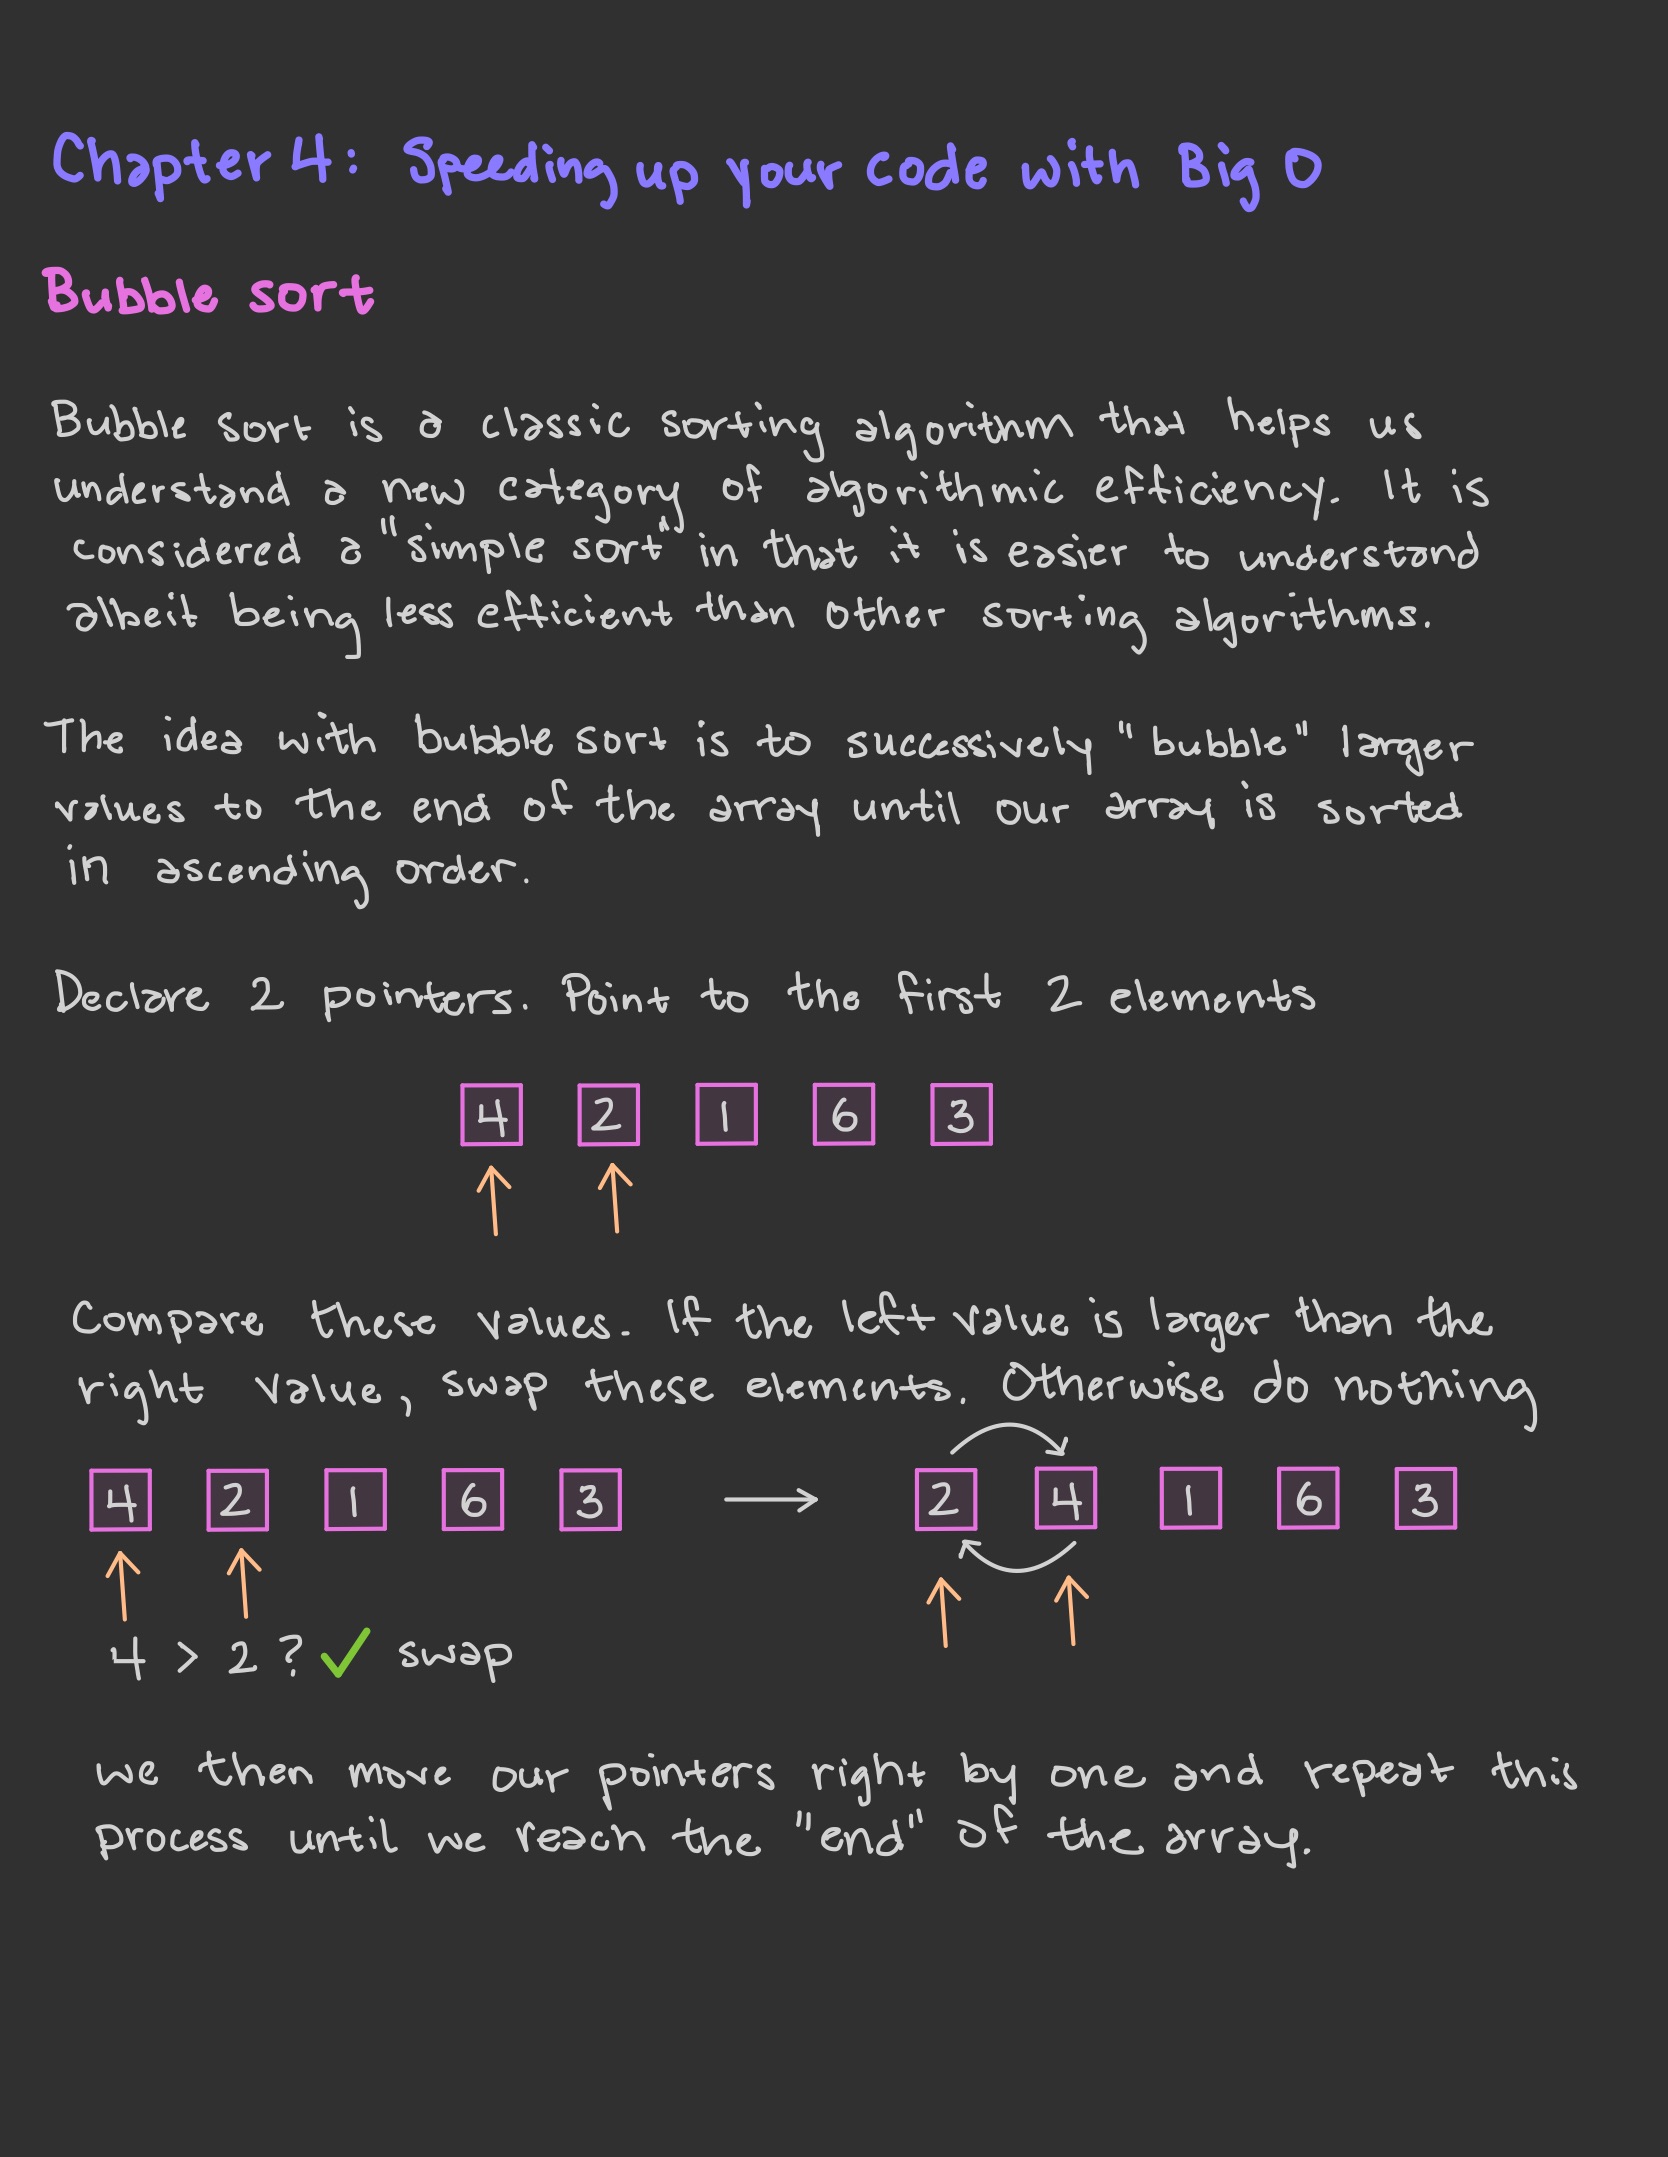 Chapter 4: Speeding up your code with Big O
Bubble sort
Bubble sort is a classic sorting algorithm that helps us
understand a new category of algorithmic efficiency. It is
considered a "simple sort" in that it is easier to understand
albeit being less efficient than other sorting algorithms.
The idea with bubble sort is to successively "bubble" larger
values to the end of the array until our array is sorted
in ascending order.
Declare 2 pointers. Point to the first 2 elements
4 2 1 6 3
Compare these values. If the left value is larger than the
right value, swap these elements. Otherwise do nothing
4 2 1 6 3 → 2 4 1 6 3
4 > 2 ? ✓ swap
we then move our pointers right by one and repeat this
process until we reach the "end" of the array.